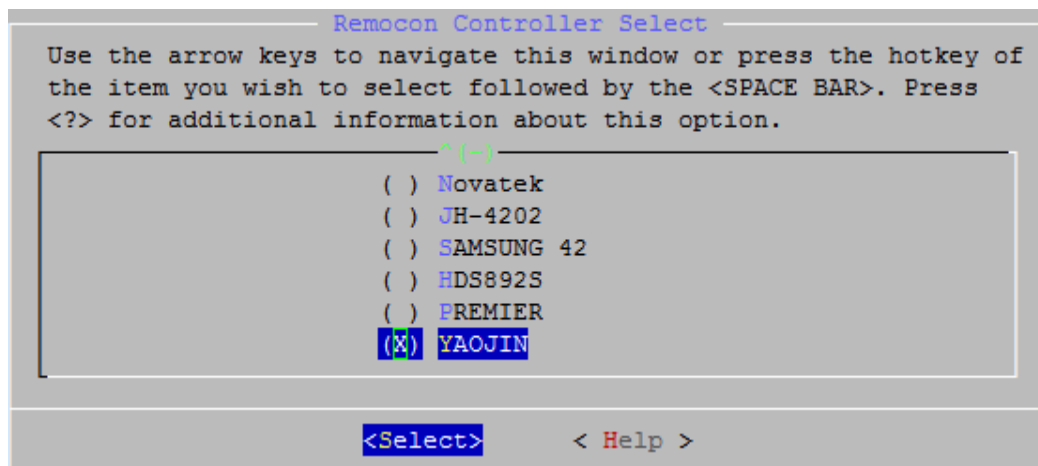 Remocon Controller Select
Use the arrow keys to navigate this window or press the hotkey of
the item you wish to select followed by the <SPACE BAR>. Press
<?> for additional information about this option.
^(-)
( ) Novatek
( ) JH-4202
( ) SAMSUNG 42
( ) HDS892S
( ) PREMIER
(X) YAOJIN
<Select> < Help >